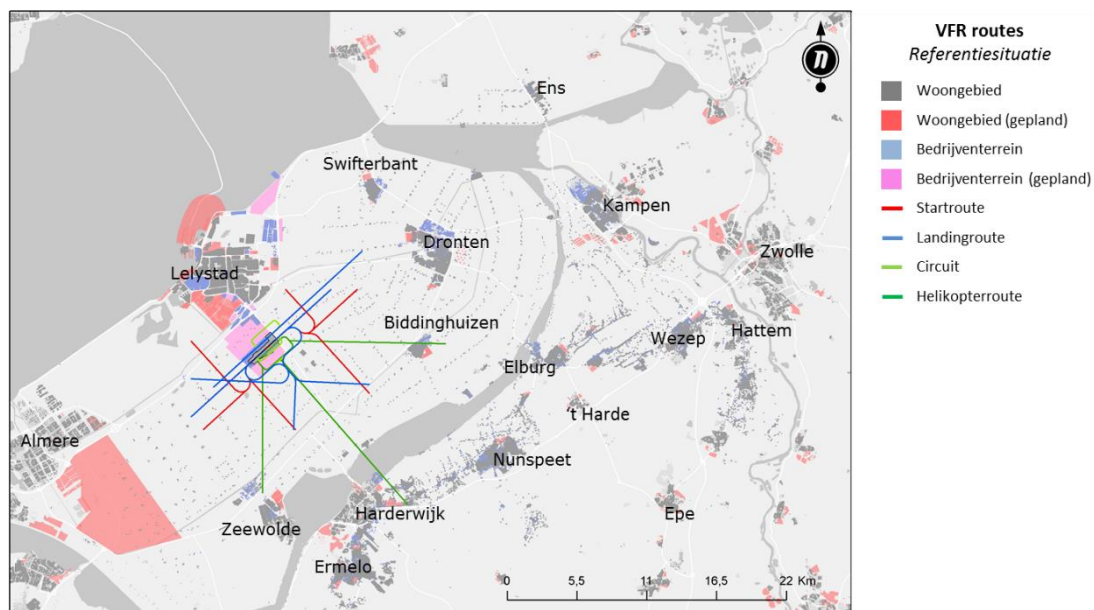 VFR routes
Referentiesituatie
Woongebied
Woongebied (gepland)
Bedrijventerrein
Bedrijventerrein (gepland)
Startroute
Landingroute
Circuit
Helikopterroute
N
Ens
Swifterbant
Kampen
Dronten
Zwolle
Lelystad
Biddinghuizen
Hattem
Wezep
Elburg
't Harde
Almere
Nunspeet
Harderwijk
Epe
Zeewolde
Ermelo
0 5,5 11 16,5 22 Km